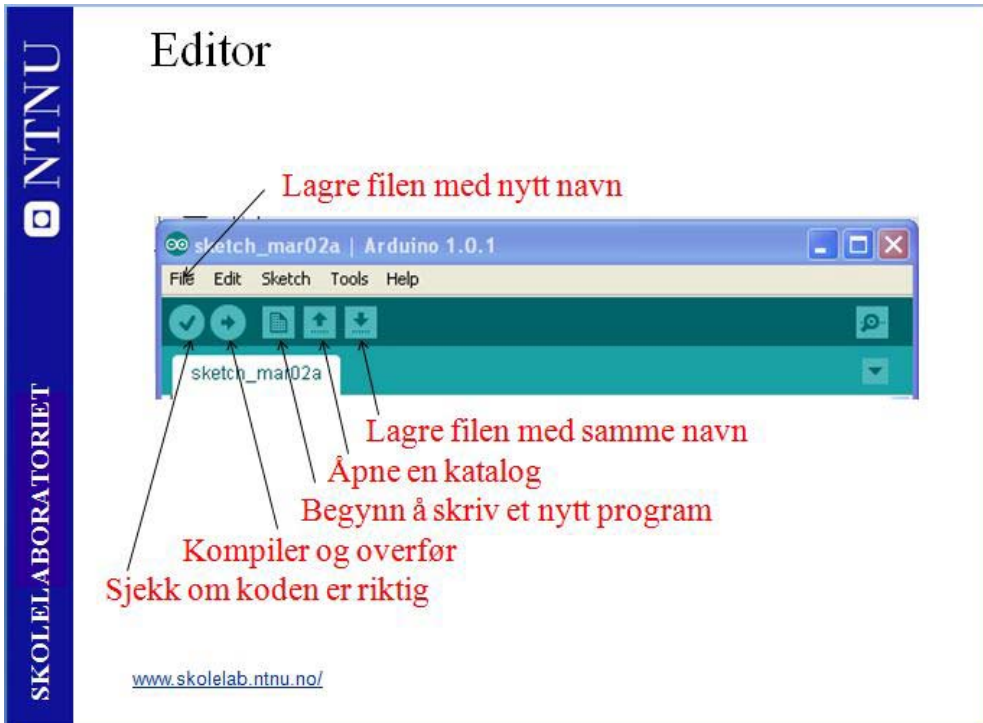 NTNU
SKOLELABORATORIET
Editor
Lagre filen med nytt navn
sketch_mar02a | Arduino 1.0.1
File Edit Sketch Tools Help
sketch_mar02a
Lagre filen med samme navn
Åpne en katalog
Begynn å skriv et nytt program
Kompiler og overfør
Sjekk om koden er riktig
www.skolelab.ntnu.no/